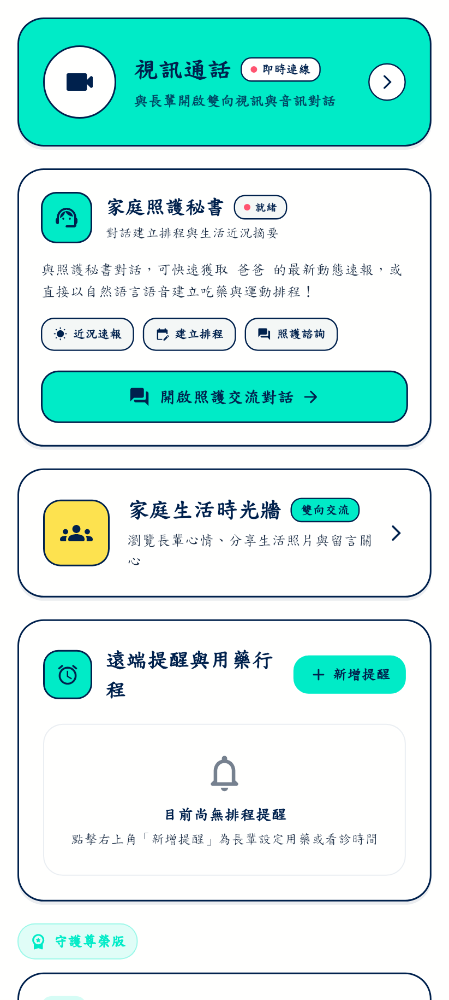 視訊通話 即時連線
與長輩開啟雙向視訊與音訊對話
家庭照護秘書 就緒
對話建立排程與生活近況摘要
與照護秘書對話，可快速獲取 爸爸 的最新動態速報，或
直接以自然語言語音建立吃藥與運動排程！
近況速報 建立排程 照護諮詢
開啟照護交流對話 →
家庭生活時光牆 雙向交流
瀏覽長輩心情、分享生活照片與留言關
心
遠端提醒與用藥行
程
+ 新增提醒
目前尚無排程提醒
點擊右上角「新增提醒」為長輩設定用藥或看診時間
守護尊榮版